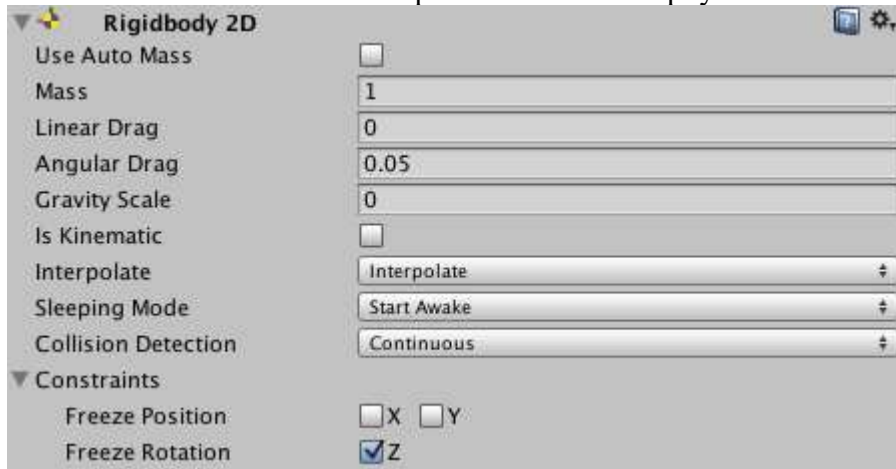 Rigidbody 2D
Use Auto Mass
Mass 1
Linear Drag 0
Angular Drag 0.05
Gravity Scale 0
Is Kinematic
Interpolate Interpolate
Sleeping Mode Start Awake
Collision Detection Continuous
Constraints
Freeze Position X Y
Freeze Rotation Z